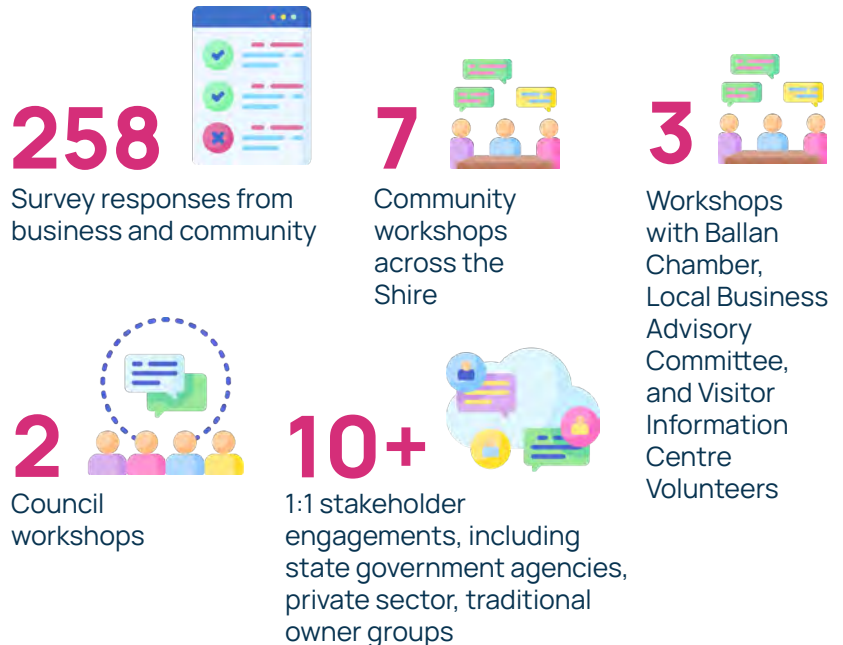 258
Survey responses from
business and community
7
Community
workshops
across the
Shire
3
Workshops
with Ballan
Chamber,
Local Business
Advisory
Committee,
and Visitor
Information
Centre
Volunteers
2
Council
workshops
10+
1:1 stakeholder
engagements, including
state government agencies,
private sector, traditional
owner groups